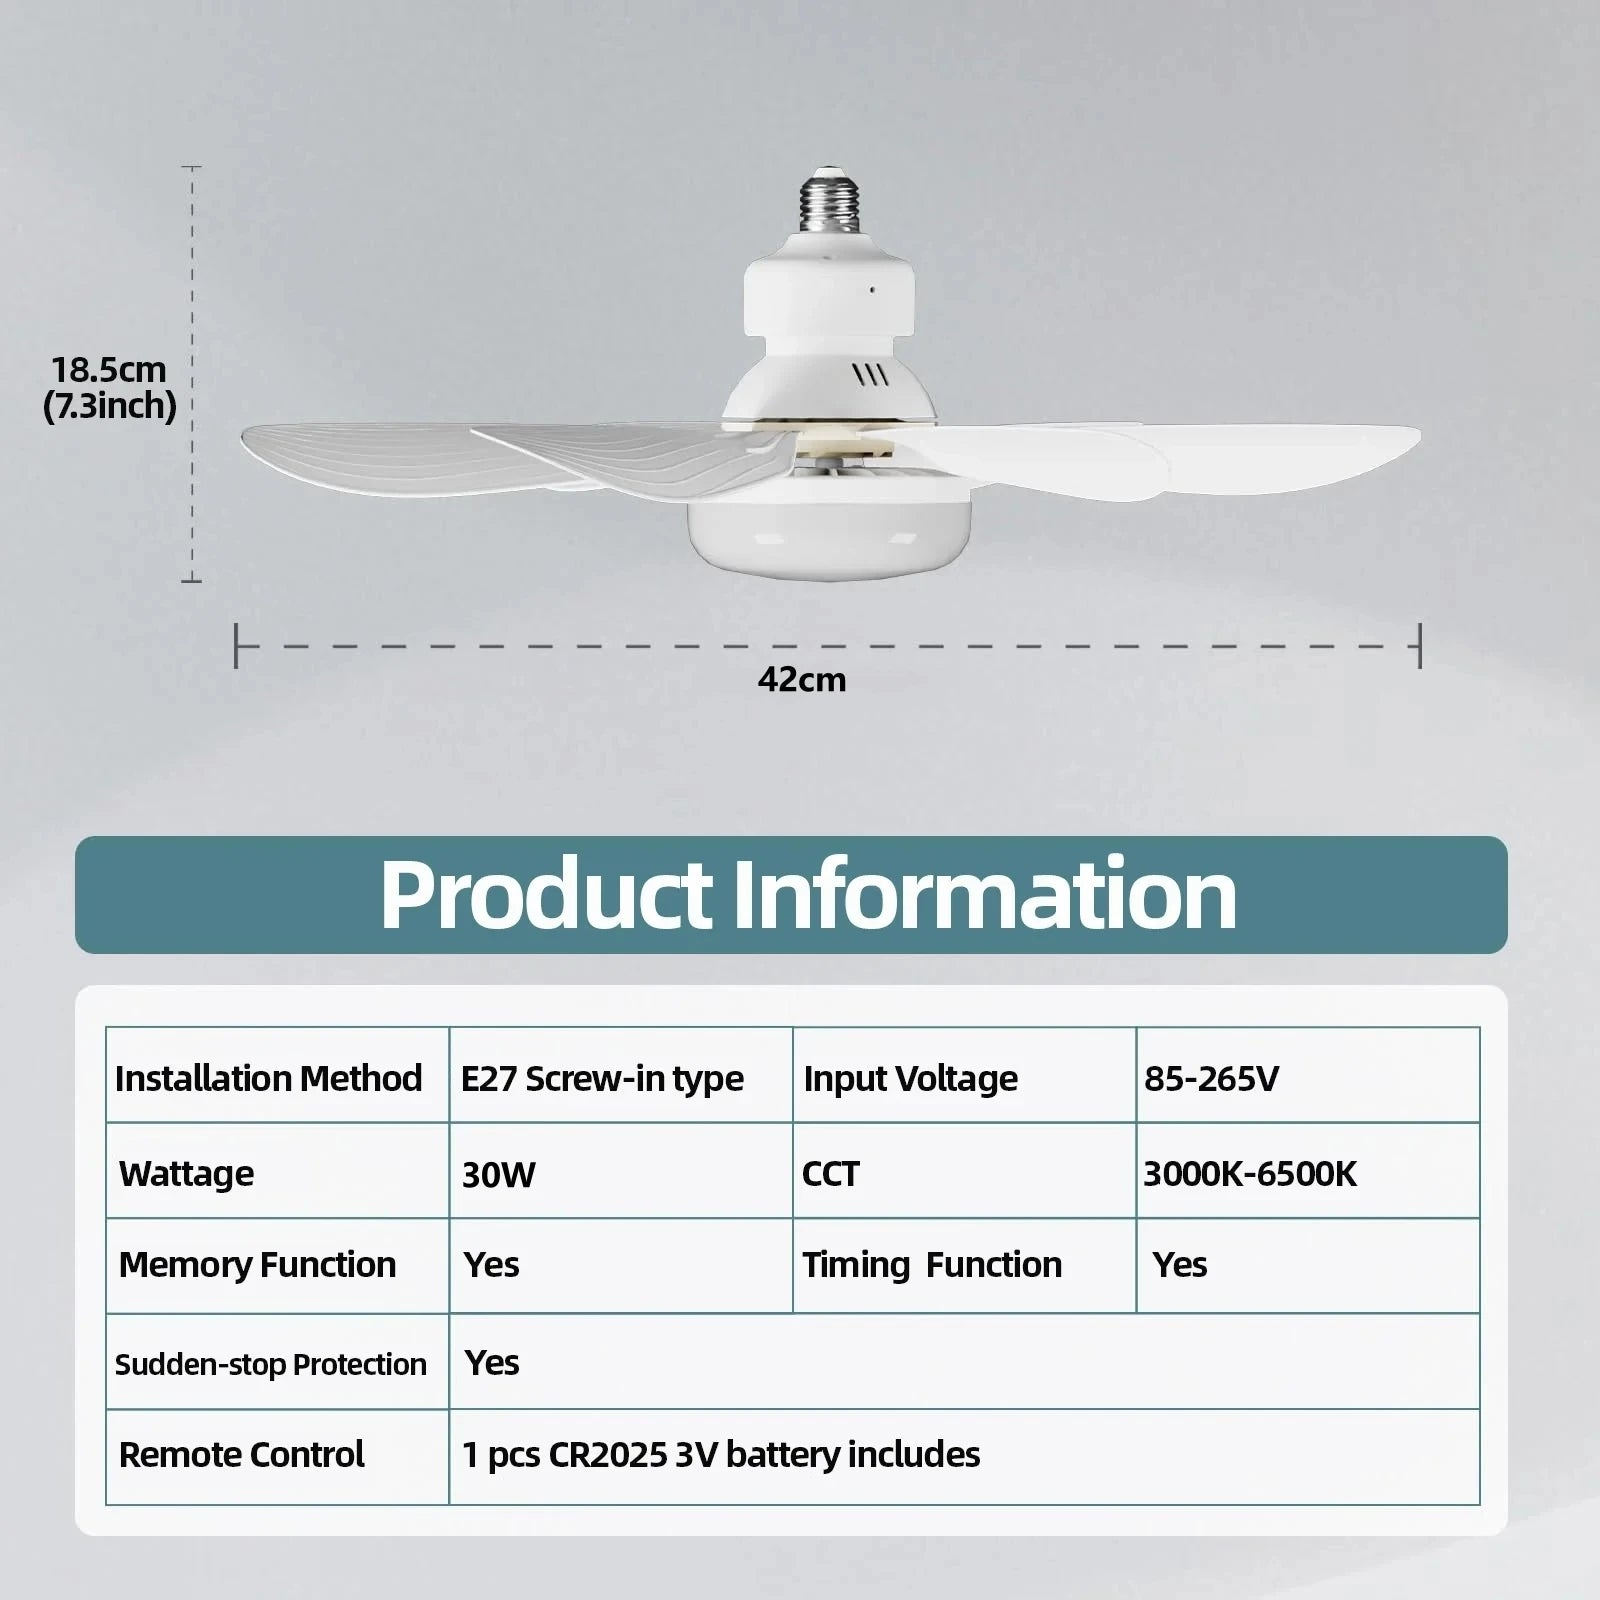 18.5cm
(7.3inch)
42cm
Product Information
Installation Method E27 Screw-in type Input Voltage 85-265V
Wattage 30W CCT 3000K-6500K
Memory Function Yes Timing Function Yes
Sudden-stop Protection Yes
Remote Control 1 pcs CR2025 3V battery includes